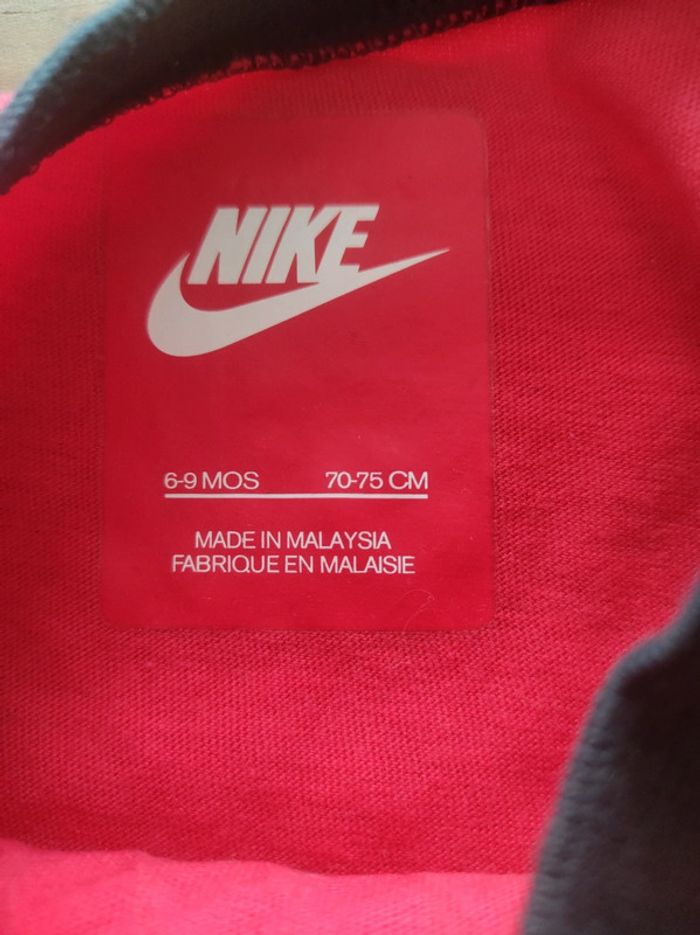 NIKE
6-9 MOS 70-75 CM
MADE IN MALAYSIA
FABRIQUE EN MALAISIE